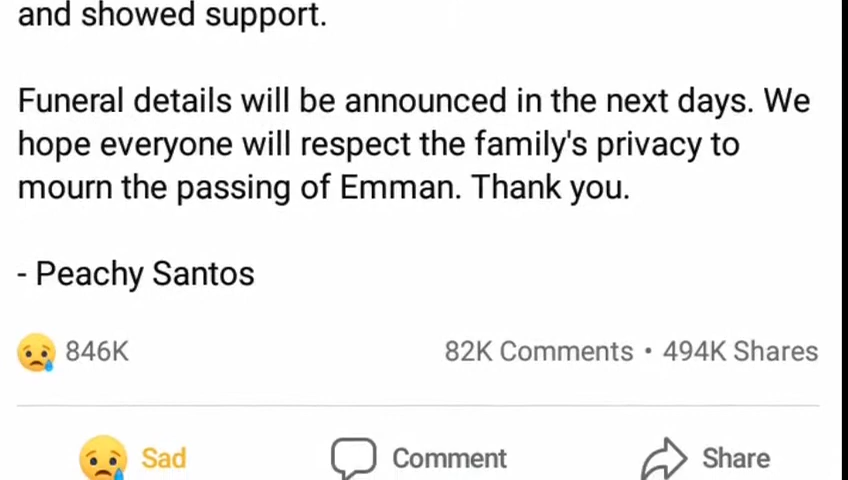 and showed support.
Funeral details will be announced in the next days. We
hope everyone will respect the family's privacy to
mourn the passing of Emman. Thank you.
- Peachy Santos
846K
82K Comments • 494K Shares
Sad
Comment
Share